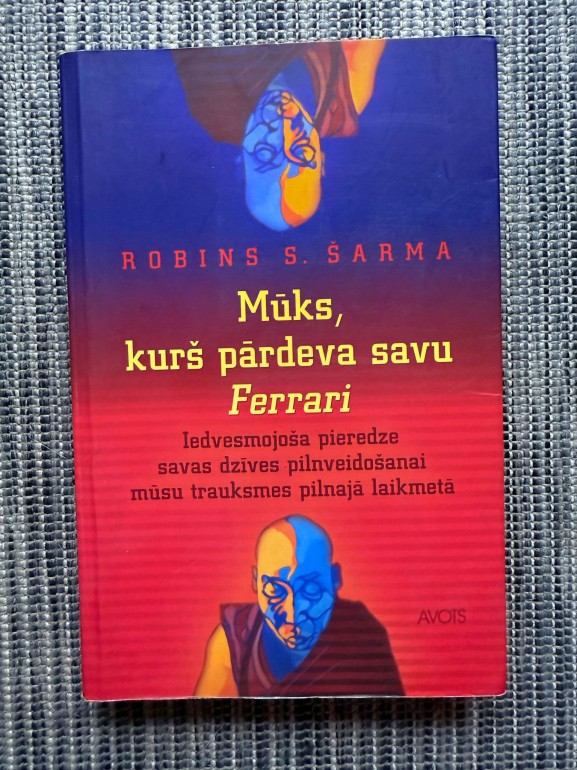 ROBINS S. ŠARMA
Mūks,
kurš pārdeva savu
Ferrari
Iedvesmojoša pieredze
savas dzīves pilnveidošanai
mūsu trauksmes pilnajā laikmetā
AVOTS